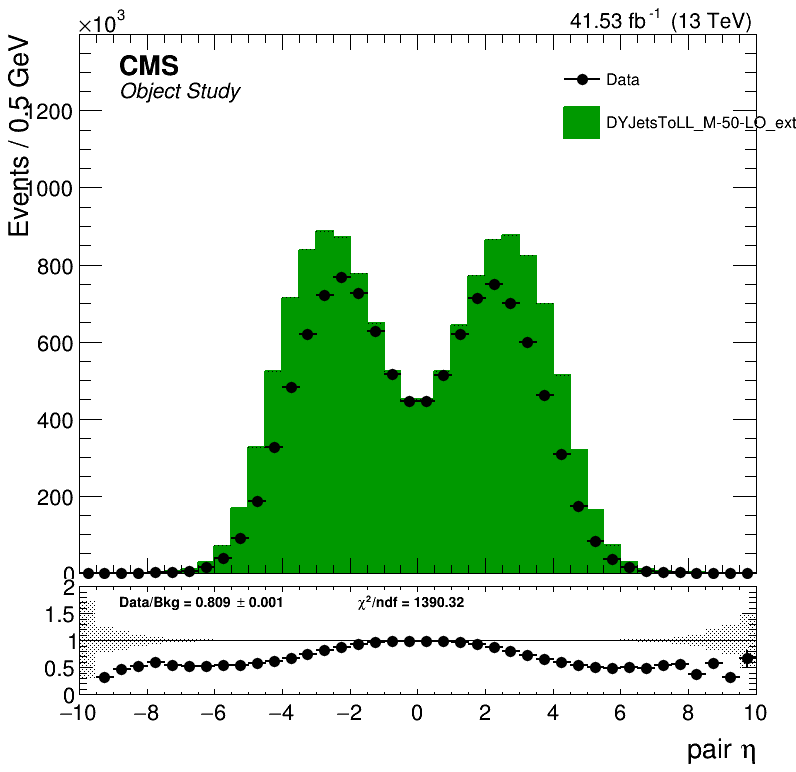 ×10³
41.53 fb⁻¹ (13 TeV)
Events / 0.5 GeV
CMS
Object Study
Data
DYJetsToLL_M-50-LO_ext
1200
1000
800
600
400
200
0
2
1.5
1
0.5
0
Data/Bkg = 0.809 ± 0.001
χ²/ndf = 1390.32
−10 −8 −6 −4 −2 0 2 4 6 8 10
pair η